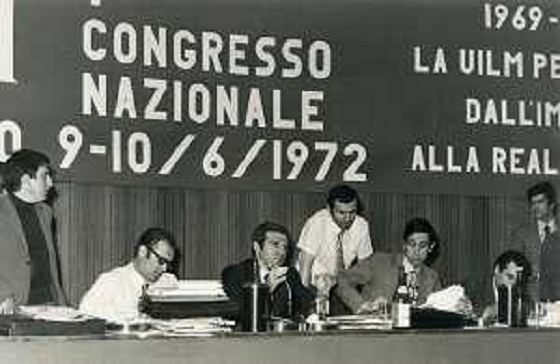 CONGRESSO
NAZIONALE
9-10/6/1972
1969-
LA UILM PE
DALL'IM
ALLA REAL